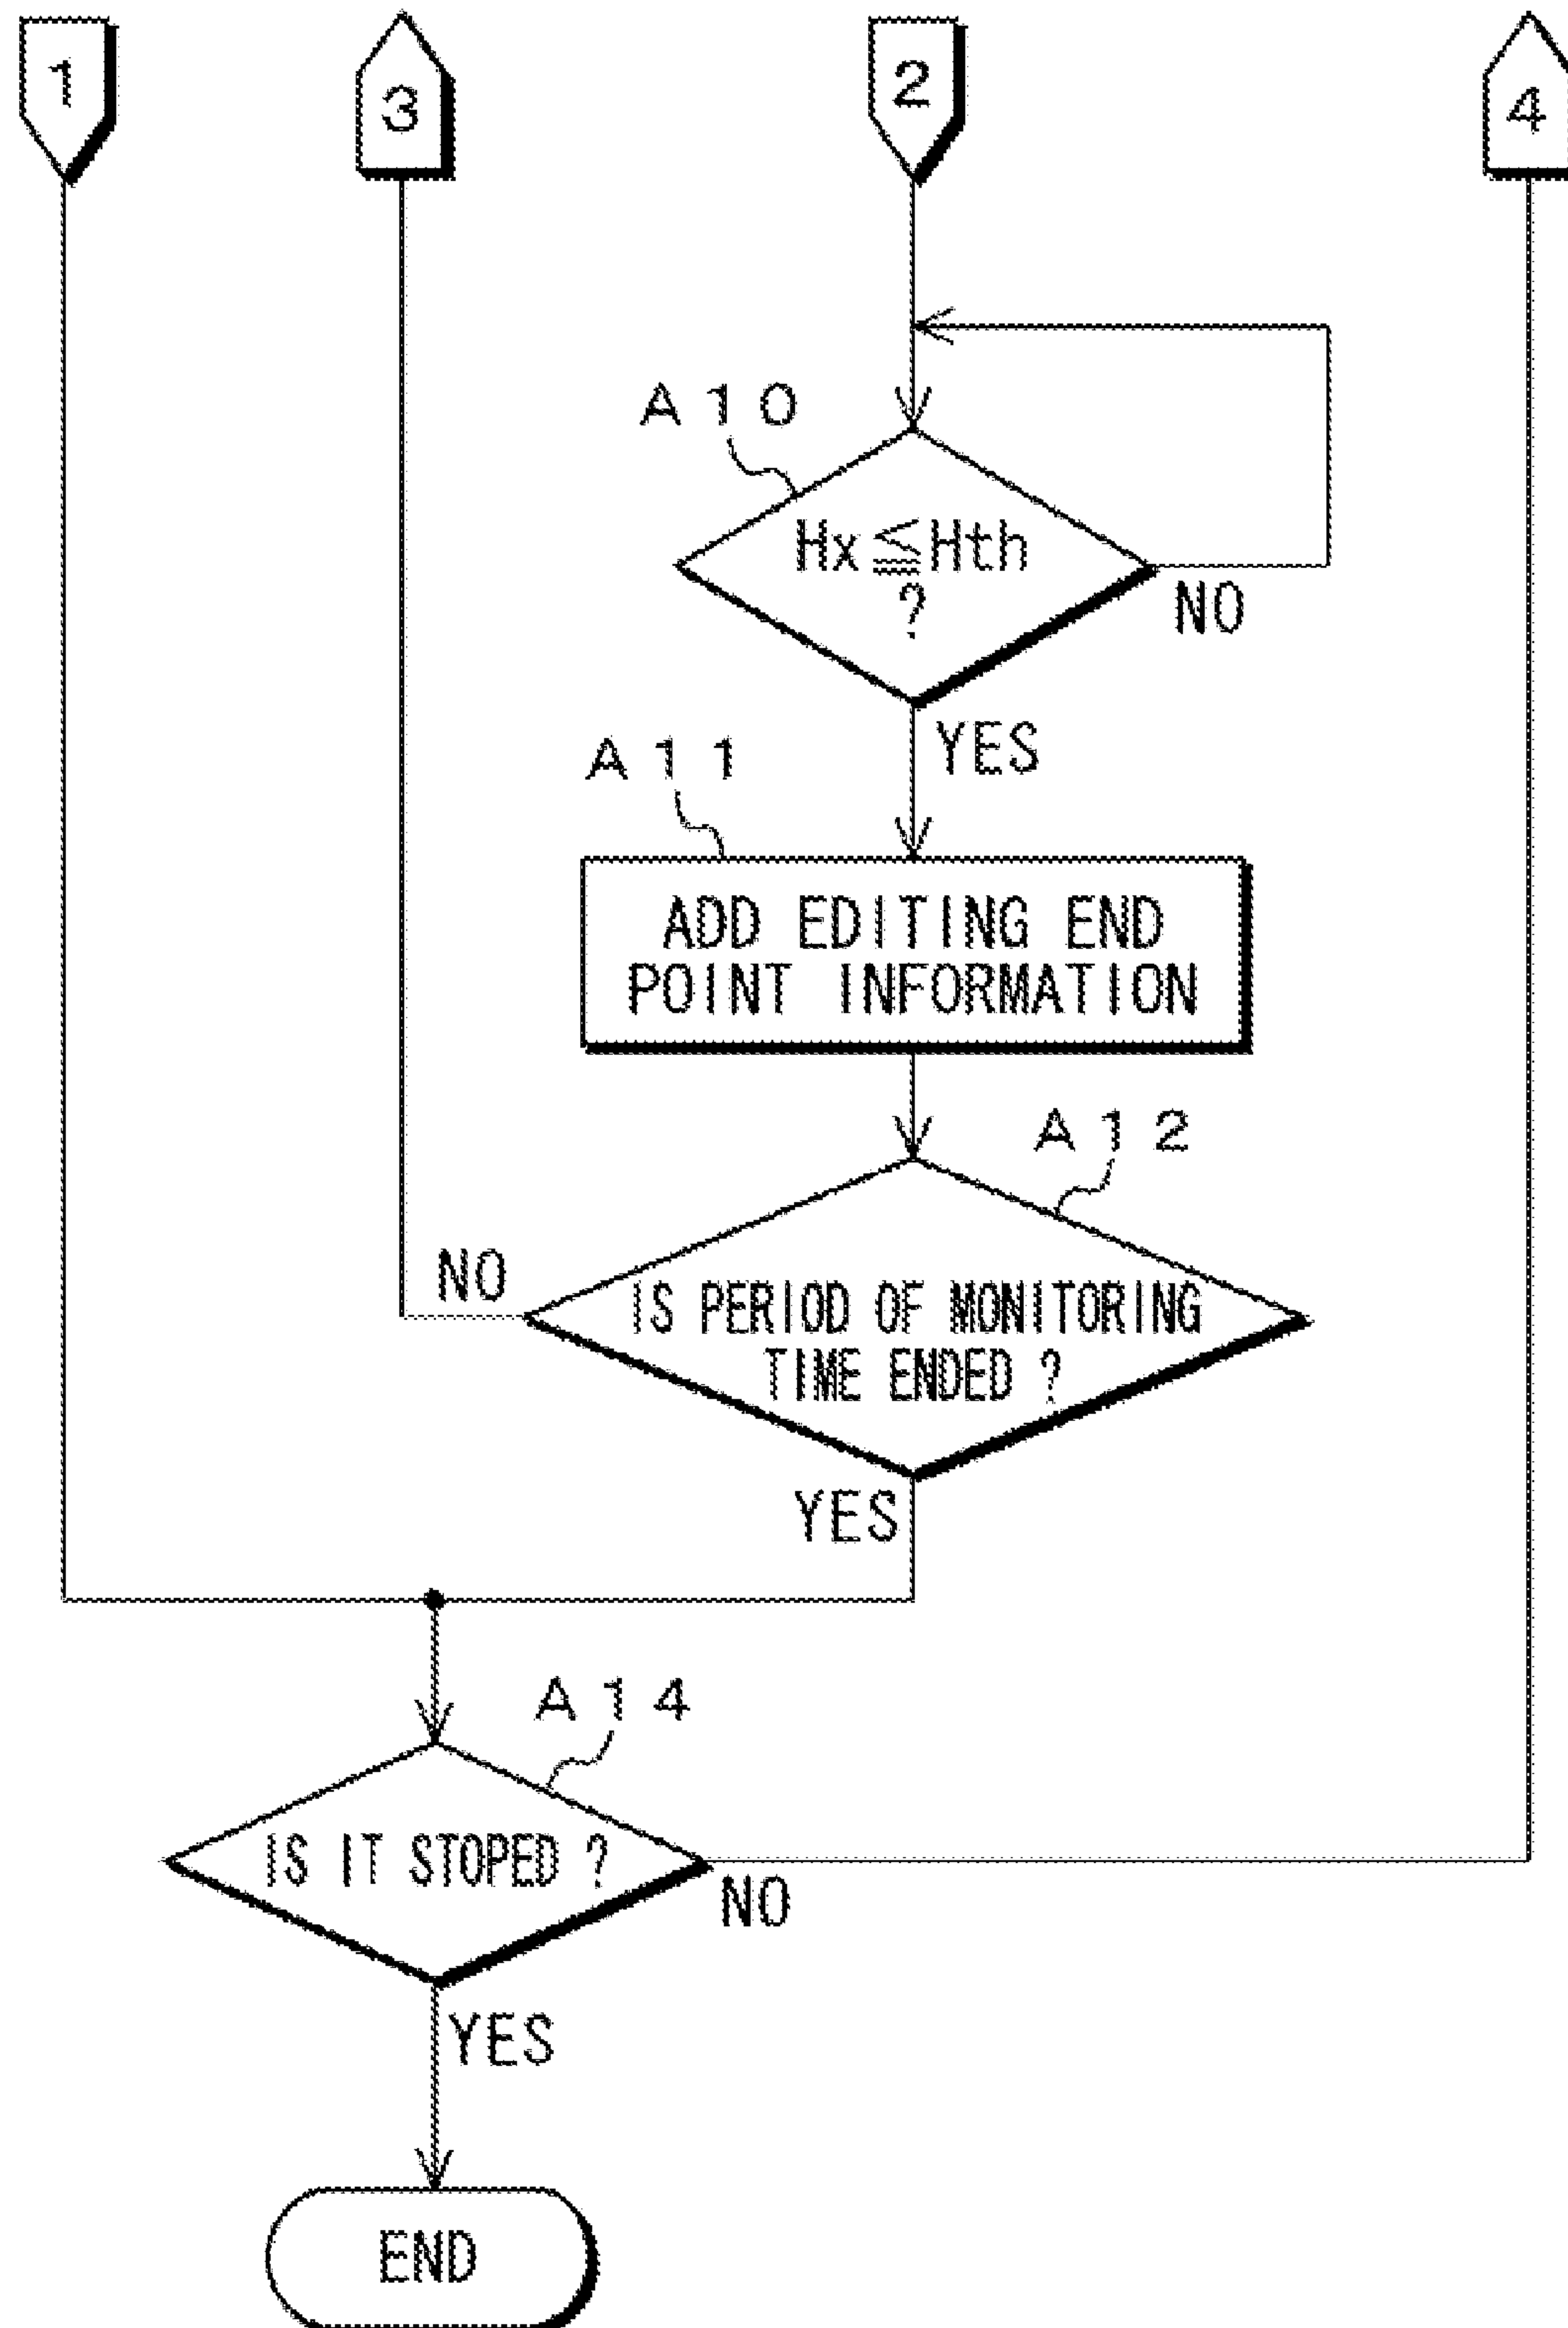 1
3
2
4
A10
Hx≦Hth
?
NO
YES
A11
ADD EDITING END
POINT INFORMATION
A12
NO
IS PERIOD OF MONITORING
TIME ENDED ?
YES
A14
IS IT STOPED ?
NO
YES
END